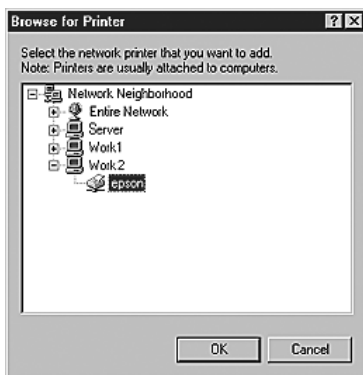 Browse for Printer
Select the network printer that you want to add.
Note: Printers are usually attached to computers.
Network Neighborhood
Entire Network
Server
Work1
Work2
epson
OK Cancel